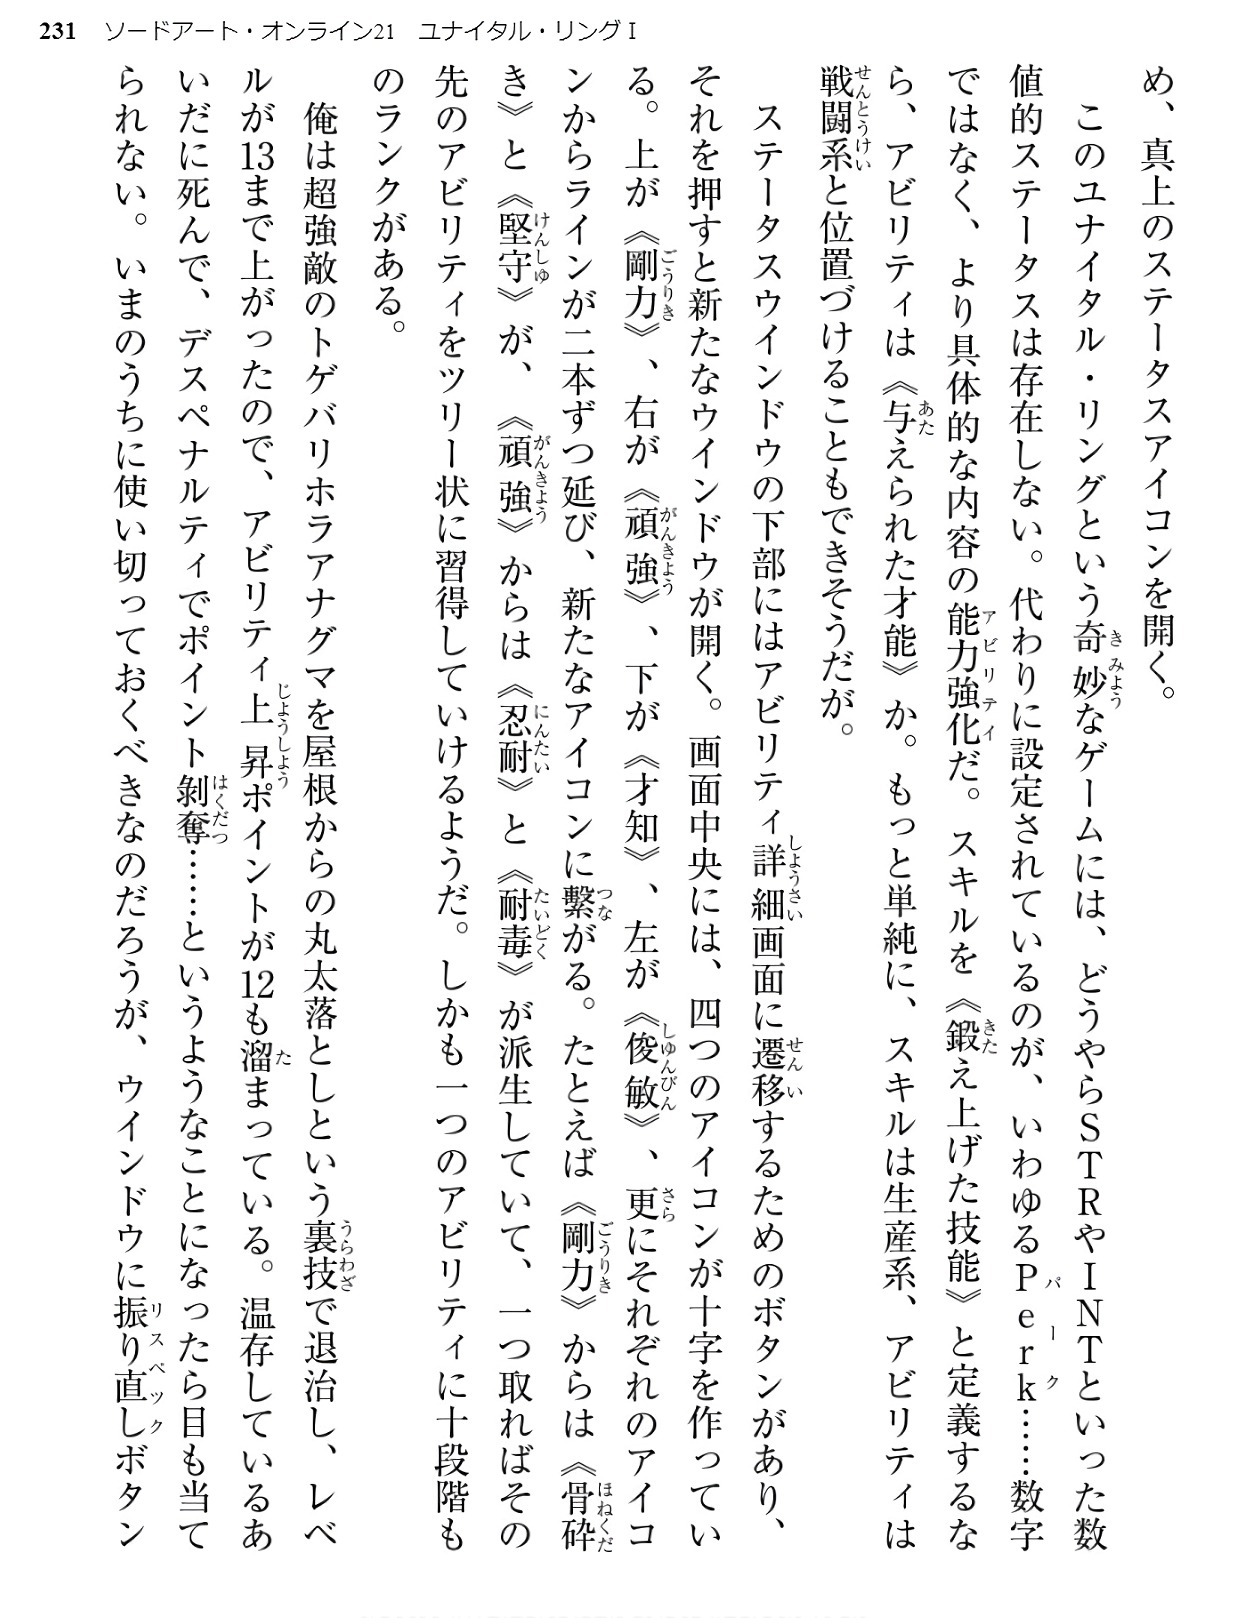 231 ソードアート・オンライン21 ユナイタル・リングⅠ
め、真上のステータスアイコンを開く。
　このユナイタル・リングという奇妙なゲームには、どうやらＳＴＲやＩＮＴといった数
値的ステータスは存在しない。代わりに設定されているのが、いわゆるＰｅｒｋ……数字
ではなく、より具体的な内容の能力強化だ。スキルを《鍛え上げた技能》と定義するな
ら、アビリティは《与えられた才能》か。もっと単純に、スキルは生産系、アビリティは
戦闘系と位置づけることもできそうだが。
　ステータスウインドウの下部にはアビリティ詳細画面に遷移するためのボタンがあり、
それを押すと新たなウインドウが開く。画面中央には、四つのアイコンが十字を作ってい
る。上が《剛力》、右が《頑強》、下が《才知》、左が《俊敏》、更にそれぞれのアイコ
ンからラインが二本ずつ延び、新たなアイコンに繫がる。たとえば《剛力》からは《骨砕
き》と《堅守》が、《頑強》からは《忍耐》と《耐毒》が派生していて、一つ取ればその
先のアビリティをツリー状に習得していけるようだ。しかも一つのアビリティに十段階も
のランクがある。
　俺は超強敵のトゲバリホラアナグマを屋根からの丸太落としという裏技で退治し、レベ
ルが13まで上がったので、アビリティ上昇ポイントが12も溜まっている。温存しているあ
いだに死んで、デスペナルティでポイント剝奪……というようなことになったら目も当て
られない。いまのうちに使い切っておくべきなのだろうが、ウインドウに振り直しボタン